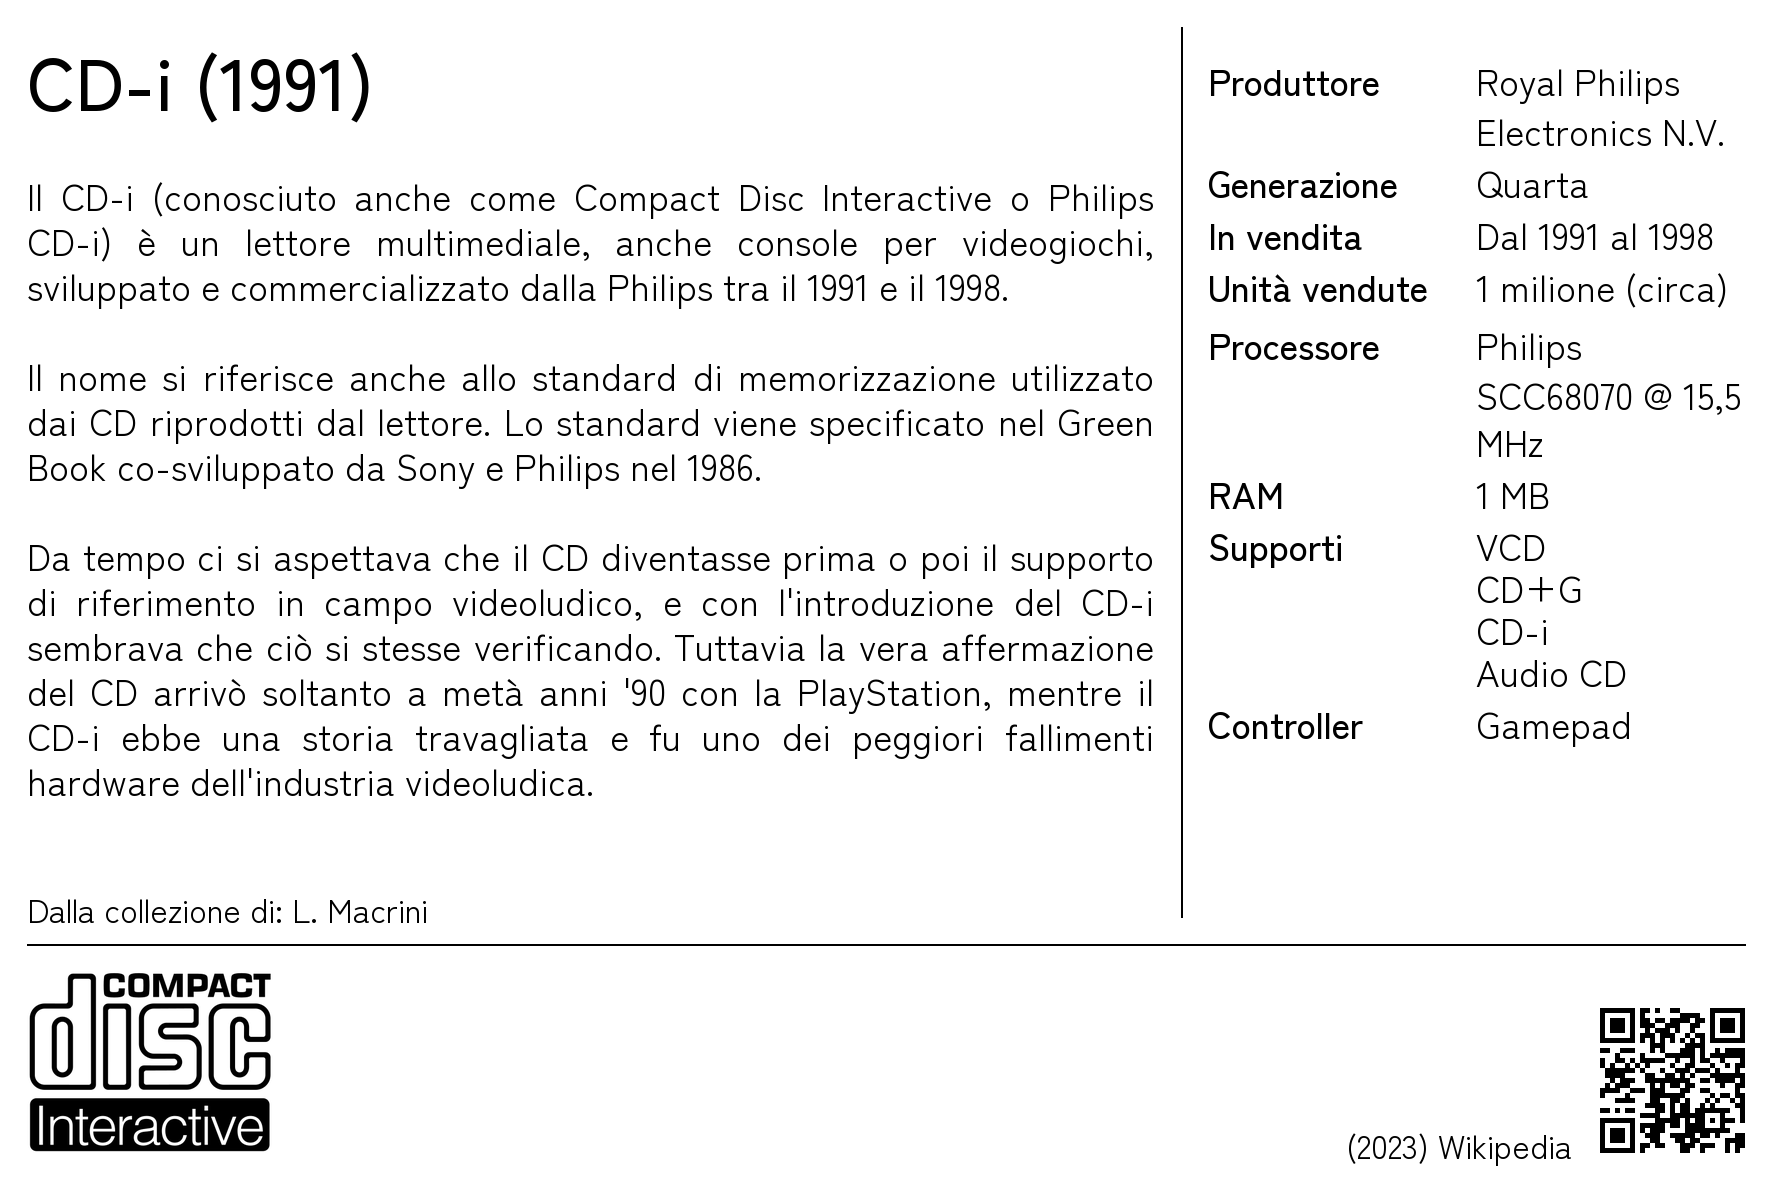 CD-i (1991)
Il CD-i (conosciuto anche come Compact Disc Interactive o Philips
CD-i) è un lettore multimediale, anche console per videogiochi,
sviluppato e commercializzato dalla Philips tra il 1991 e il 1998.
Il nome si riferisce anche allo standard di memorizzazione utilizzato
dai CD riprodotti dal lettore. Lo standard viene specificato nel Green
Book co-sviluppato da Sony e Philips nel 1986.
Da tempo ci si aspettava che il CD diventasse prima o poi il supporto
di riferimento in campo videoludico, e con l'introduzione del CD-i
sembrava che ciò si stesse verificando. Tuttavia la vera affermazione
del CD arrivò soltanto a metà anni '90 con la PlayStation, mentre il
CD-i ebbe una storia travagliata e fu uno dei peggiori fallimenti
hardware dell'industria videoludica.
Dalla collezione di: L. Macrini
Produttore Royal Philips
Electronics N.V.
Generazione Quarta
In vendita Dal 1991 al 1998
Unità vendute 1 milione (circa)
Processore Philips
SCC68070 @ 15,5
MHz
RAM 1 MB
Supporti VCD
CD+G
CD-i
Audio CD
Controller Gamepad
COMPACT
disc
Interactive
(2023) Wikipedia